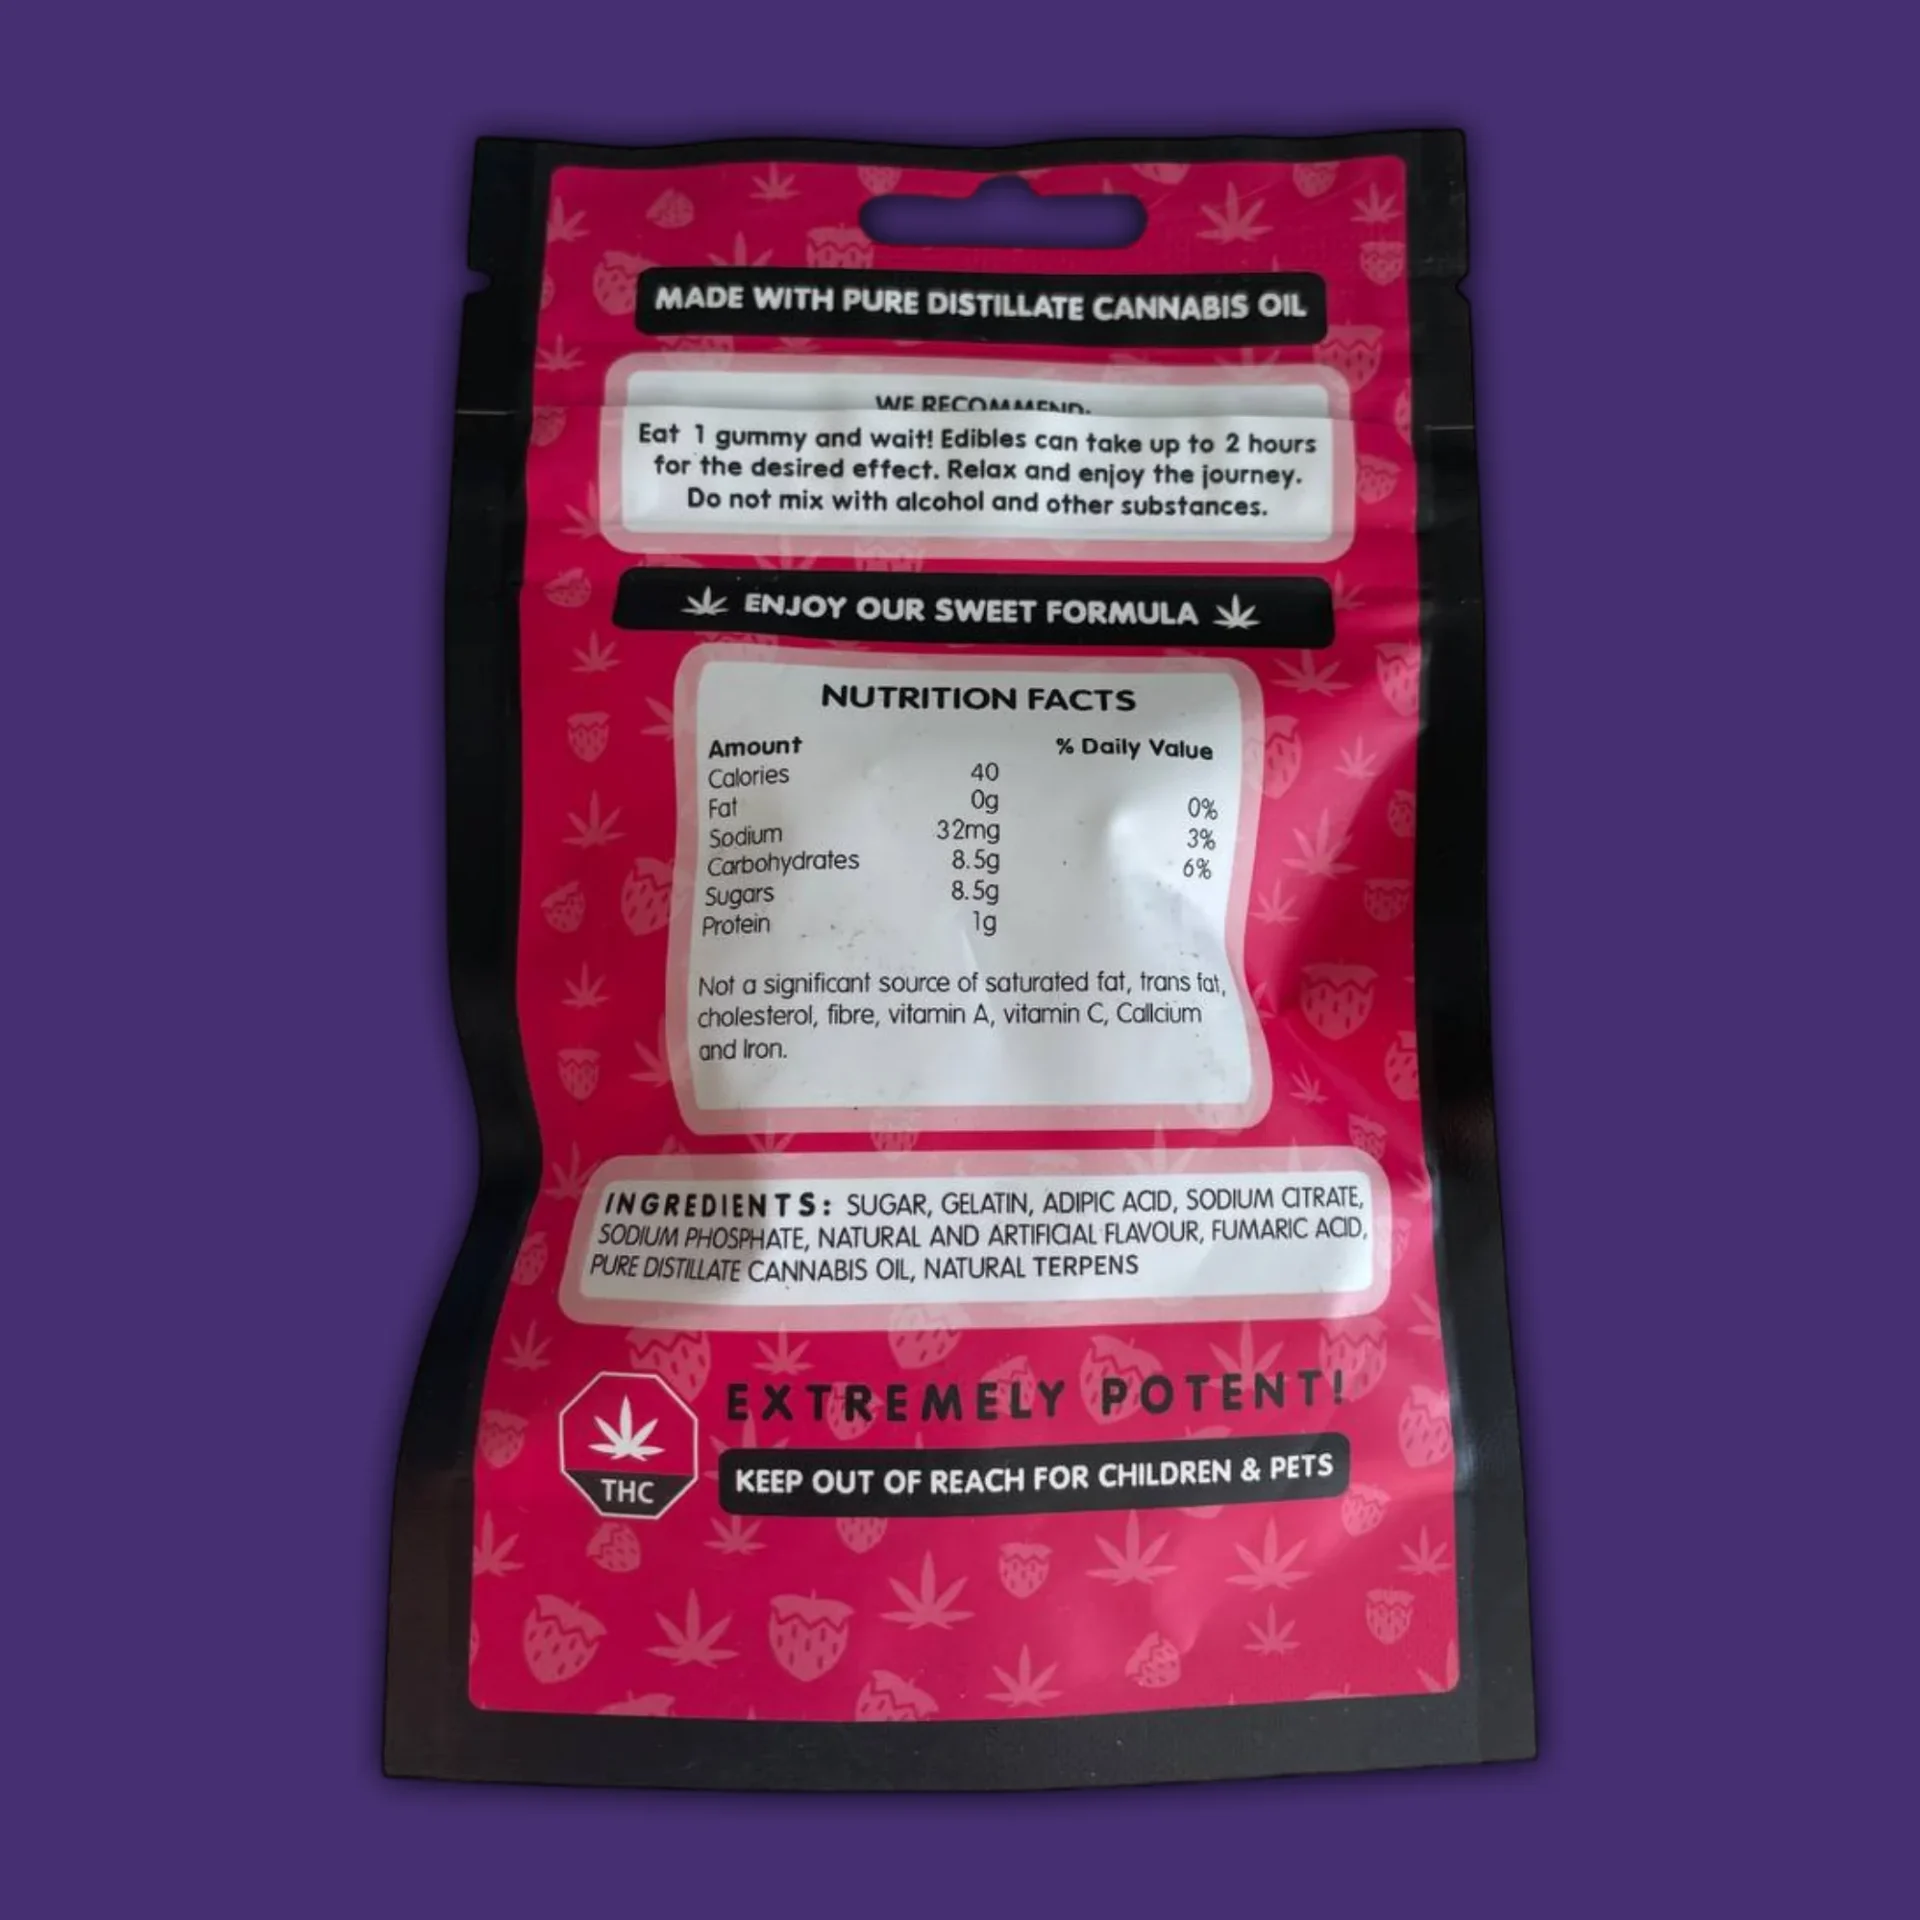 MADE WITH PURE DISTILLATE CANNABIS OIL
WE RECOMMEND:
Eat 1 gummy and wait! Edibles can take up to 2 hours
for the desired effect. Relax and enjoy the journey.
Do not mix with alcohol and other substances.
ENJOY OUR SWEET FORMULA
NUTRITION FACTS
Amount % Daily Value
Calories 40
Fat 0g 0%
Sodium 32mg 3%
Carbohydrates 8.5g 6%
Sugars 8.5g
Protein 1g
Not a significant source of saturated fat, trans fat,
cholesterol, fibre, vitamin A, vitamin C, Callcium
and Iron.
INGREDIENTS: SUGAR, GELATIN, ADIPIC ACID, SODIUM CITRATE,
SODIUM PHOSPHATE, NATURAL AND ARTIFICIAL FLAVOUR, FUMARIC ACID,
PURE DISTILLATE CANNABIS OIL, NATURAL TERPENS
EXTREMELY POTENT!
THC
KEEP OUT OF REACH FOR CHILDREN & PETS